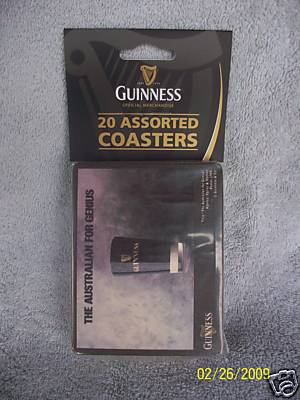 GUINNESS
OFFICIAL MERCHANDISE
20 ASSORTED
COASTERS
THE AUSTRALIAN FOR GENIUS
GUINNESS
GUINNESS
02/26/2009